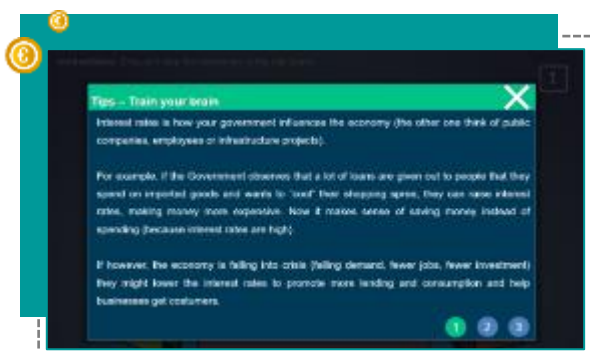 1
Tips – Train your brain
Interest rates is how your government influences the economy (the other one think of public
companies, employees or infrastructure projects).
For example, if the Government observes that a lot of loans are given out to people that they
spend on imported goods and wants to "cool" their shopping spree, they can raise interest
rates, making money more expensive. Now it makes sense of saving money instead of
spending (because interest rates are high).
If however, the economy is falling into crisis (falling demand, fewer jobs, fewer investment)
they might lower the interest rates to promote more lending and consumption and help
businesses get costumers.
1 2 3